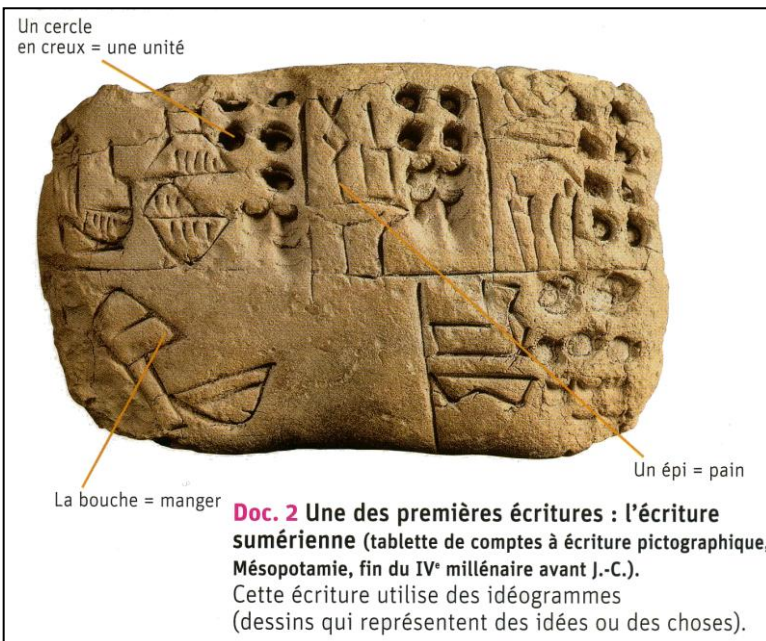 Un cercle
en creux = une unité
Un épi = pain
La bouche = manger
Doc. 2 Une des premières écritures : l'écriture
sumérienne (tablette de comptes à écriture pictographique,
Mésopotamie, fin du IVe millénaire avant J.-C.).
Cette écriture utilise des idéogrammes
(dessins qui représentent des idées ou des choses).